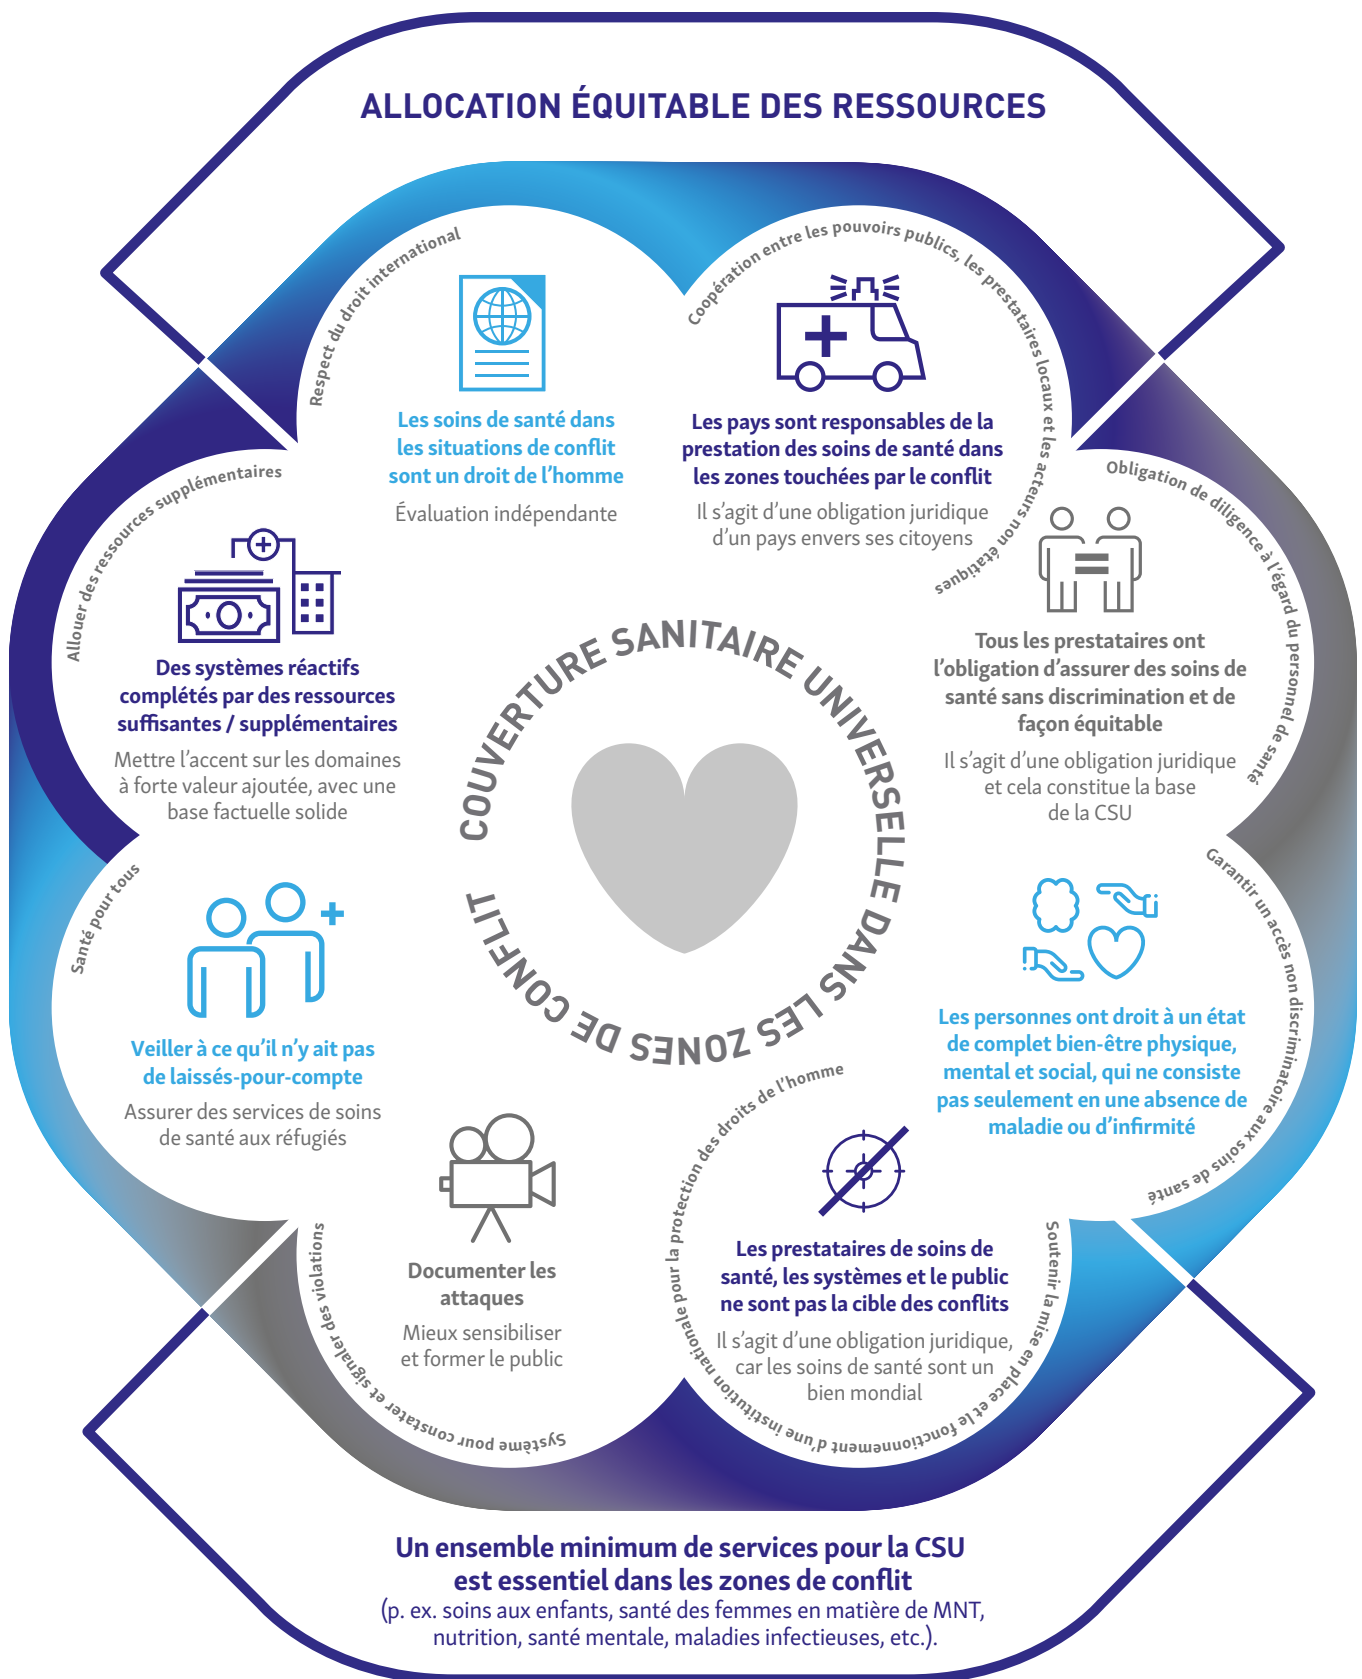 ALLOCATION ÉQUITABLE DES RESSOURCES
Respect du droit international
Les soins de santé dans
les situations de conflit
sont un droit de l'homme
Évaluation indépendante
Coopération entre les pouvoirs publics, les prestataires locaux et les acteurs non étatiques
Les pays sont responsables de la
prestation des soins de santé dans
les zones touchées par le conflit
Il s'agit d'une obligation juridique
d'un pays envers ses citoyens
Obligation de diligence à l'égard du personnel de santé
Tous les prestataires ont
l'obligation d'assurer des soins de
santé sans discrimination et de
façon équitable
Il s'agit d'une obligation juridique
et cela constitue la base
de la CSU
Garantir un accès non discriminatoire aux soins de santé
Les personnes ont droit à un état
de complet bien-être physique,
mental et social, qui ne consiste
pas seulement en une absence de
maladie ou d'infirmité
Soutenir la mise en place et le fonctionnement d'une institution nationale pour la protection des droits de l'homme
Les prestataires de soins de
santé, les systèmes et le public
ne sont pas la cible des conflits
Il s'agit d'une obligation juridique,
car les soins de santé sont un
bien mondial
Système pour constater et signaler des violations
Documenter les
attaques
Mieux sensibiliser
et former le public
Santé pour tous
Veiller à ce qu'il n'y ait pas
de laissés-pour-compte
Assurer des services de soins
de santé aux réfugiés
Allouer des ressources supplémentaires
Des systèmes réactifs
complétés par des ressources
suffisantes / supplémentaires
Mettre l'accent sur les domaines
à forte valeur ajoutée, avec une
base factuelle solide
COUVERTURE SANITAIRE UNIVERSELLE DANS LES ZONES DE CONFLIT
Un ensemble minimum de services pour la CSU
est essentiel dans les zones de conflit
(p. ex. soins aux enfants, santé des femmes en matière de MNT,
nutrition, santé mentale, maladies infectieuses, etc.).